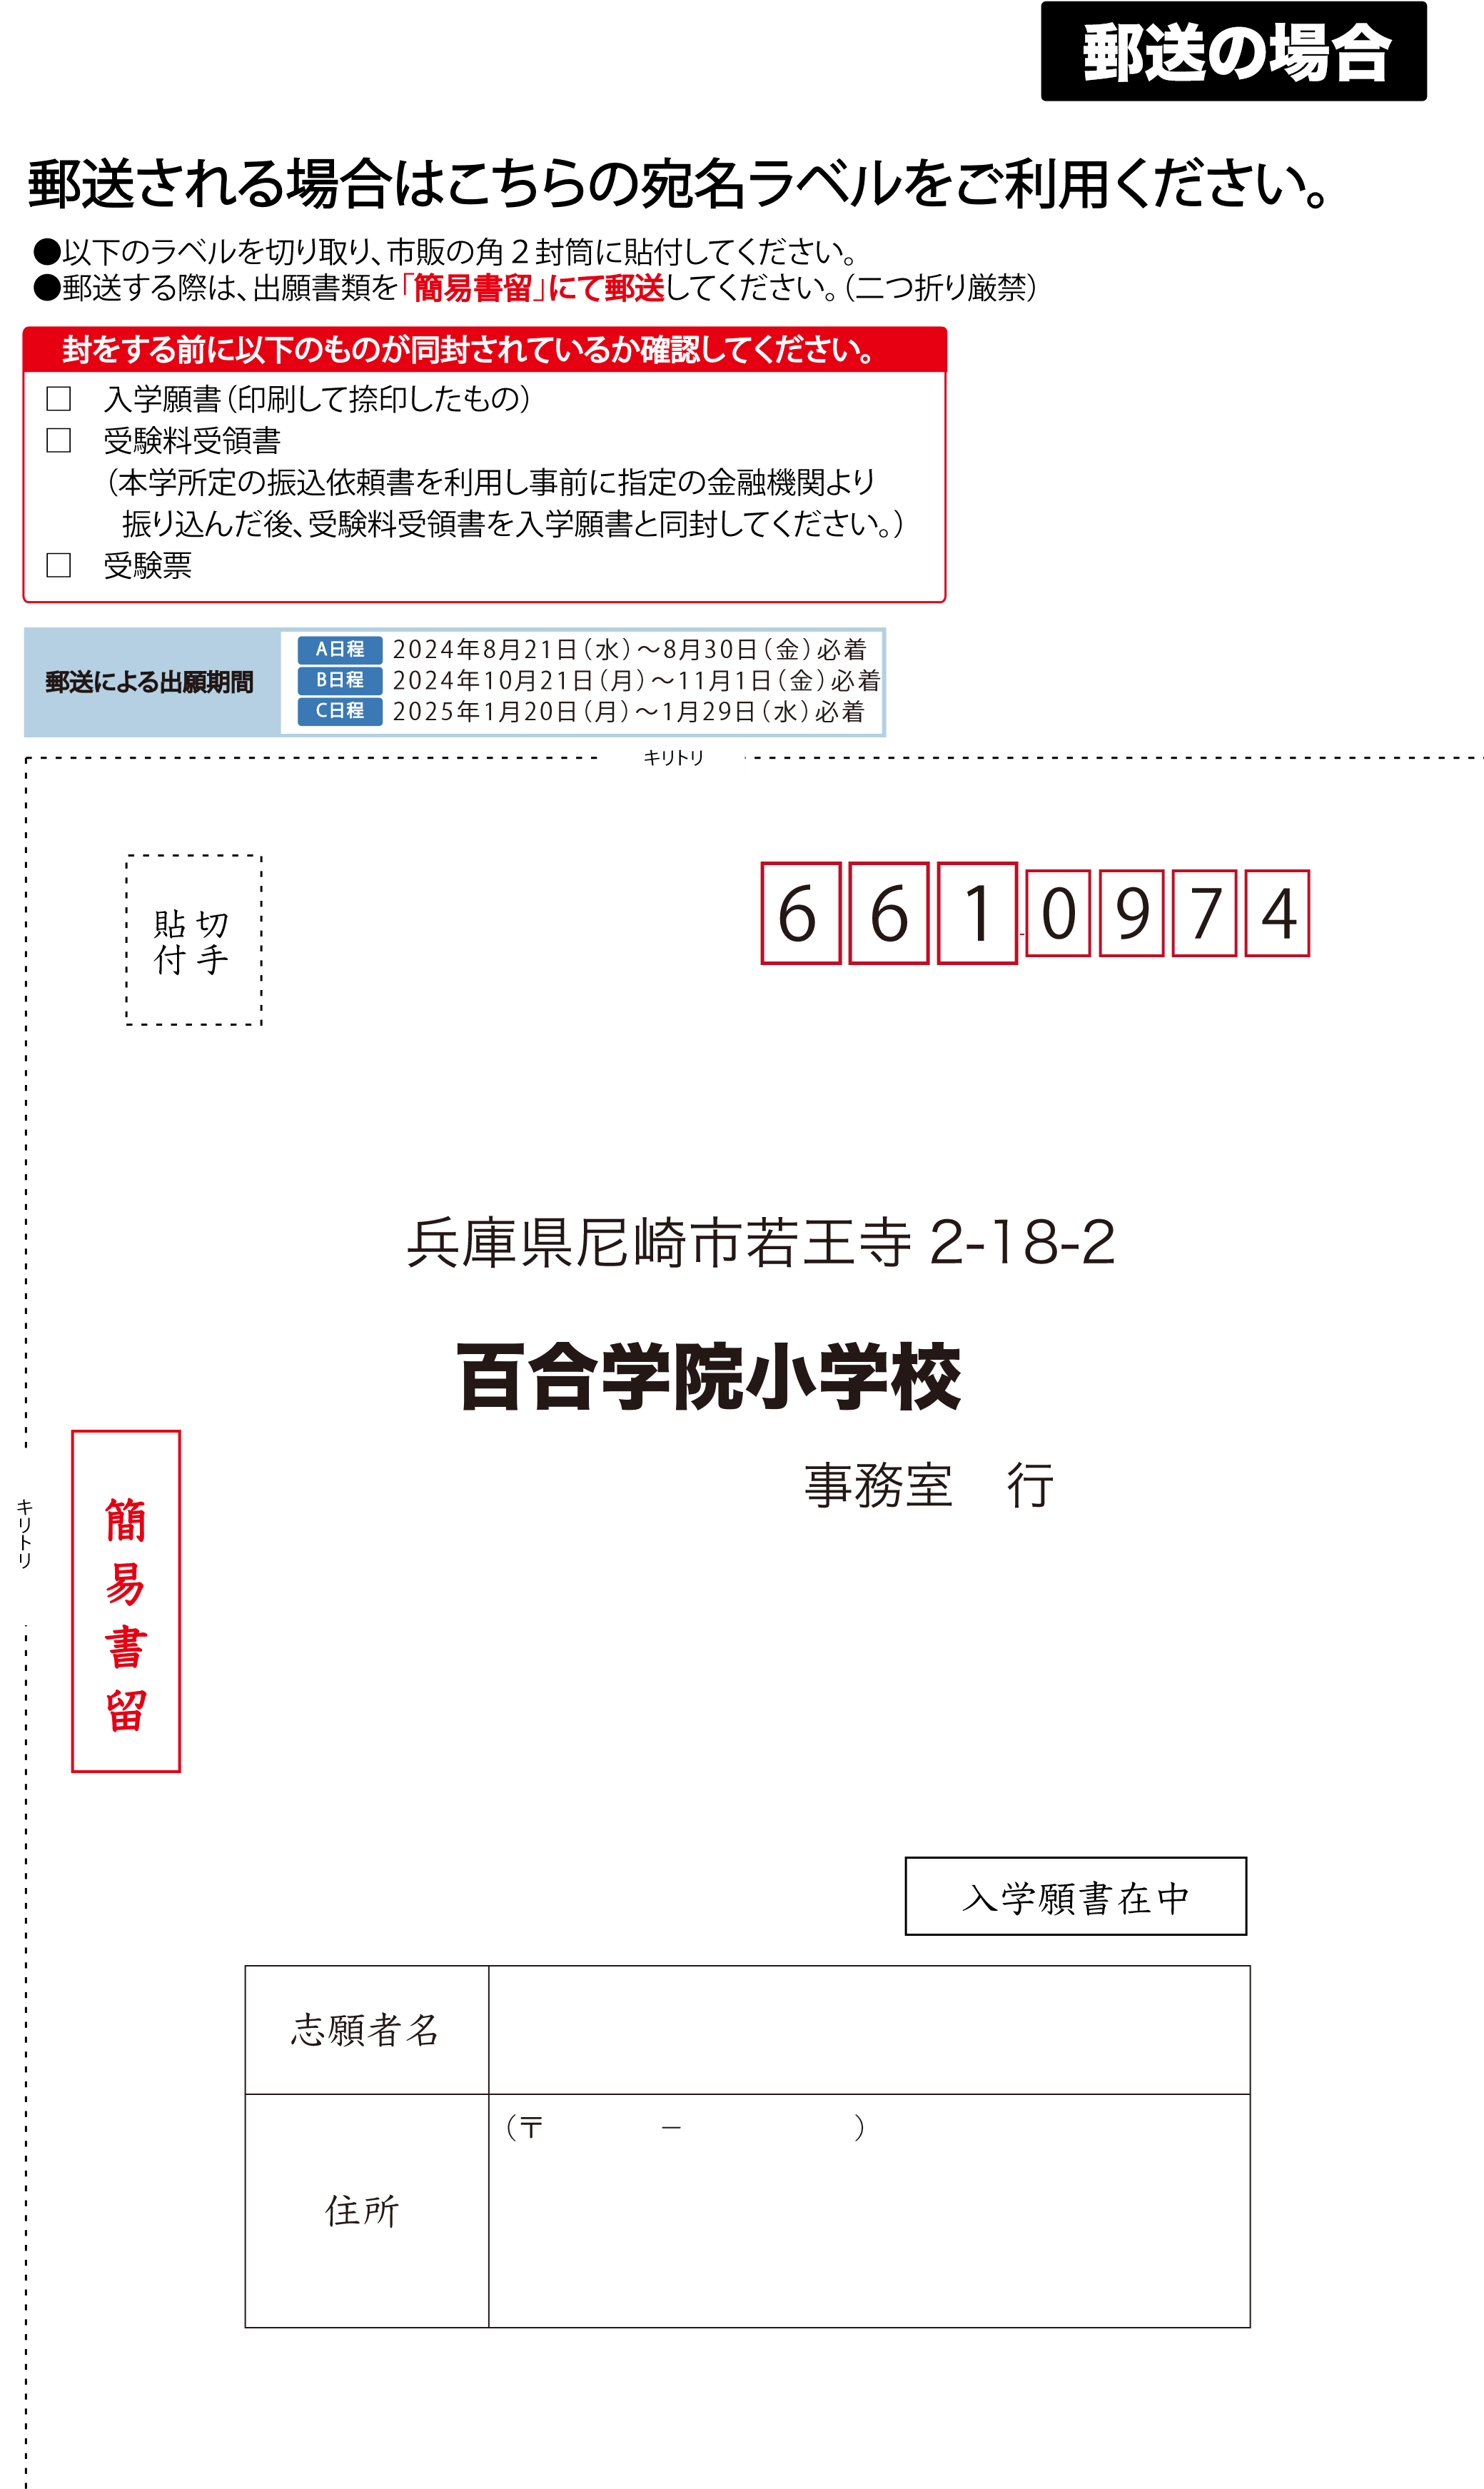 郵送の場合
郵送される場合はこちらの宛名ラベルをご利用ください。
●以下のラベルを切り取り、市販の角2封筒に貼付してください。
●郵送する際は、出願書類を「簡易書留」にて郵送してください。（二つ折り厳禁）
封をする前に以下のものが同封されているか確認してください。
□ 入学願書（印刷して捺印したもの）
□ 受験料受領書
（本学所定の振込依頼書を利用し事前に指定の金融機関より
振り込んだ後、受験料受領書を入学願書と同封してください。）
□ 受験票
郵送による出願期間
A日程 2024年8月21日（水）～8月30日（金）必着
B日程 2024年10月21日（月）～11月1日（金）必着
C日程 2025年1月20日（月）～1月29日（水）必着
キリトリ
切手
貼付
661-0974
兵庫県尼崎市若王寺 2-18-2
百合学院小学校
事務室 行
キリトリ
簡易書留
入学願書在中
志願者名
住所
（〒 － ）